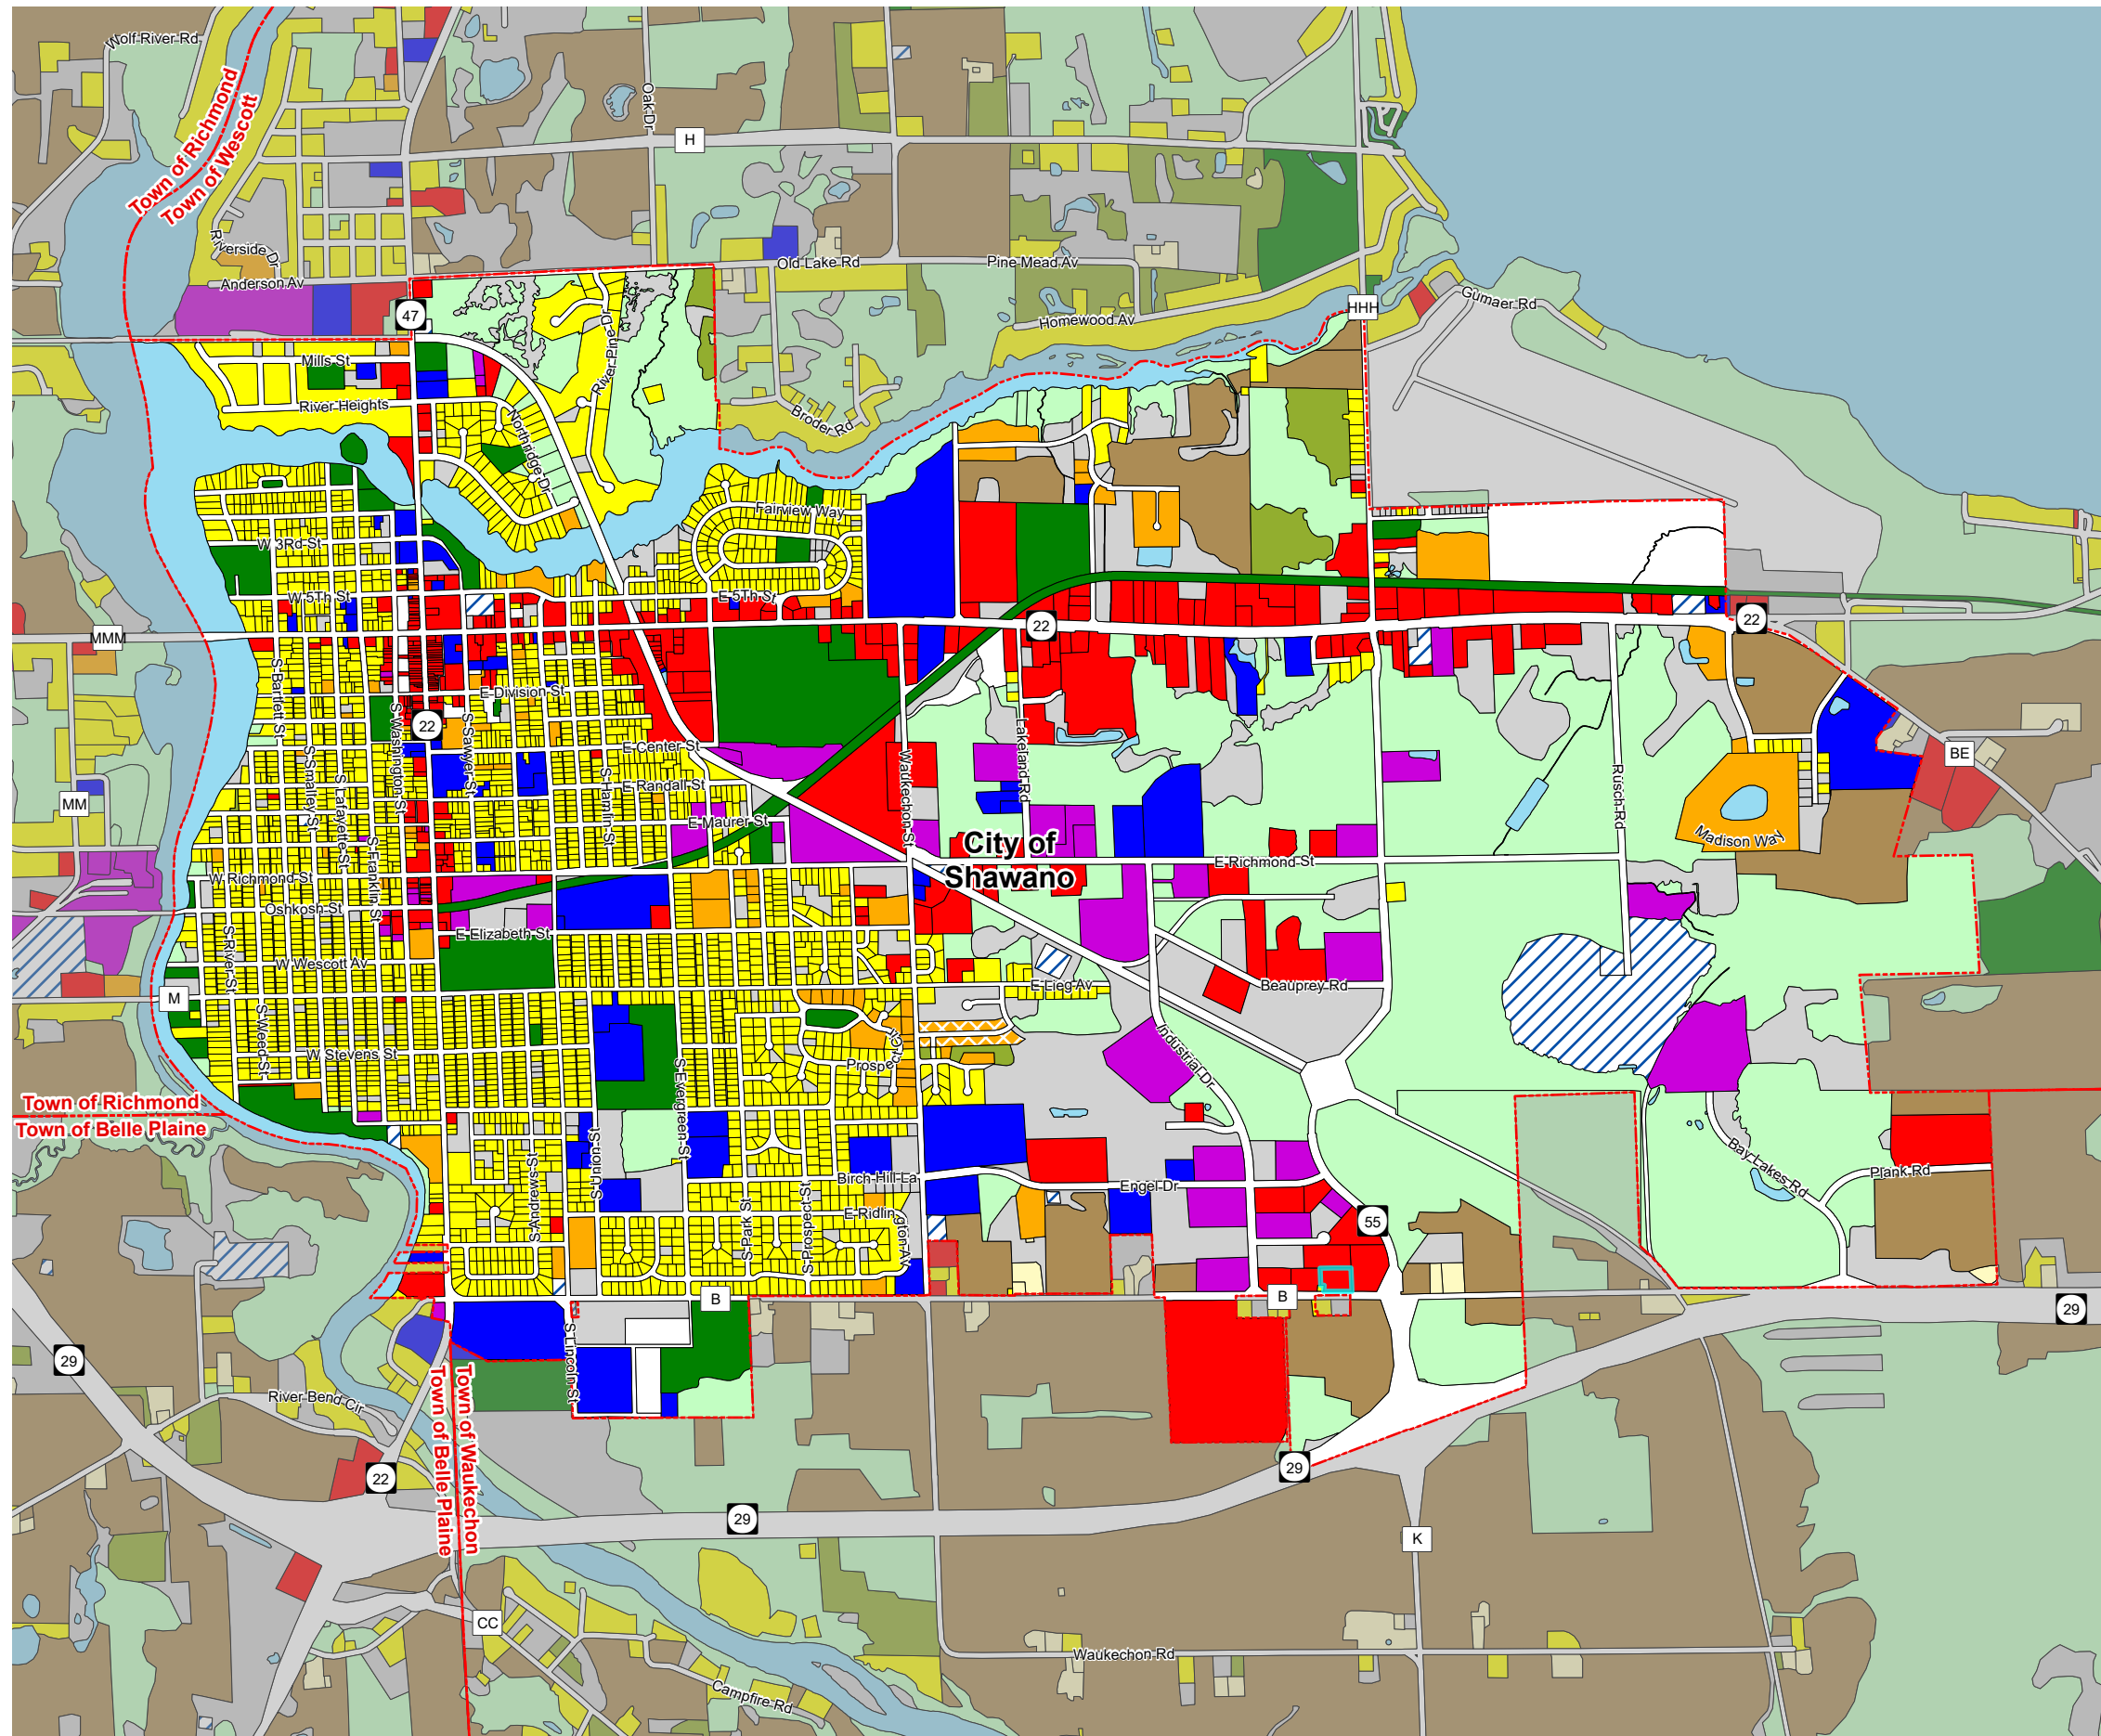 Wolf River Rd
Town of Richmond
Town of Wescott
Oak Dr
H
Riverside Dr
Anderson Av
Old Lake Rd
Pine Mead Av
47
HHH
Gumaer Rd
Homewood Av
Mills St
River Pine Dr
River Heights
Northridge Dr
Broder Rd
Fairview Way
W 3Rd St
W 5Th St
E 5Th St
MMM
22
22
S Bartlett St
E Division St
S Washington St
22
S Sawyer St
E Center St
Lakeland Rd
Waukechon St
BE
S Smalley St
S Lafayette St
S Hamlin St
E Randall St
Rusch Rd
MM
E Maurer St
Madison Way
City of
Shawano
E Richmond St
S Franklin St
W Richmond St
Oshkosh St
E Elizabeth St
S River St
W Wescott Av
M
E Lieg Av
Beauprey Rd
S Weed St
W Stevens St
Prospect Cir
Industrial Dr
S Evergreen St
Town of Richmond
Town of Belle Plaine
S Andrews St
S Union St
Birch Hill La
Engel Dr
Bay Lakes Rd
Plank Rd
S Park St
S Prospect St
E Ridlington Av
55
B
B
29
29
S Lincoln St
River Bend Cir
Town of Belle Plaine
Town of Waukechon
22
29
29
K
CC
Waukechon Rd
Campfire Rd